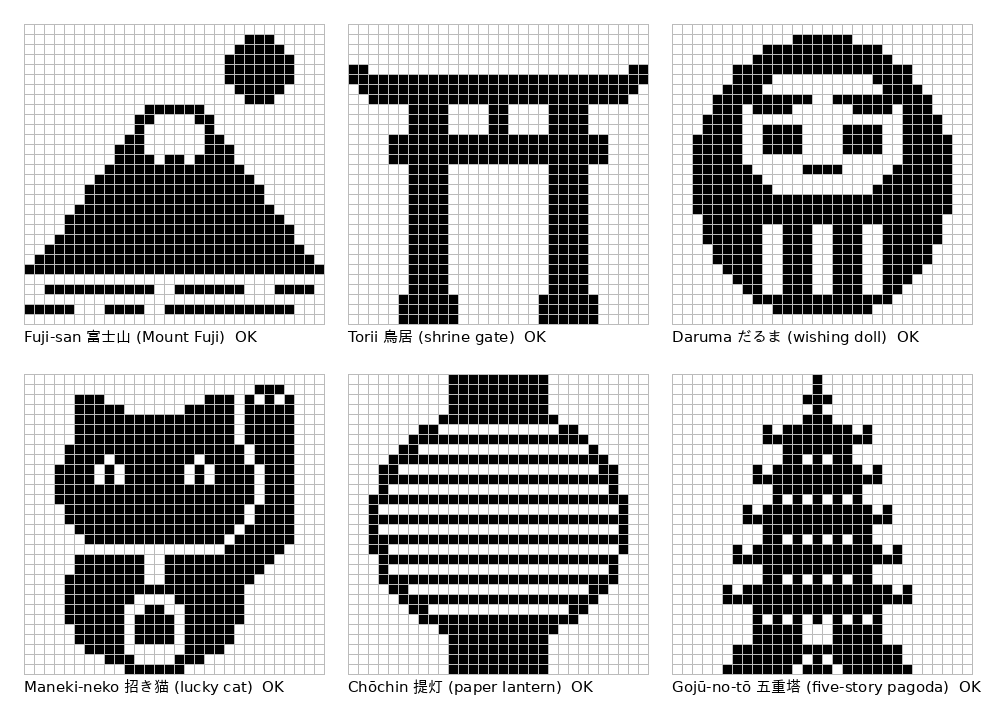 Fuji-san 富士山 (Mount Fuji)  OK
Torii 鳥居 (shrine gate)  OK
Daruma だるま (wishing doll)  OK
Maneki-neko 招き猫 (lucky cat)  OK
Chōchin 提灯 (paper lantern)  OK
Gojū-no-tō 五重塔 (five-story pagoda)  OK